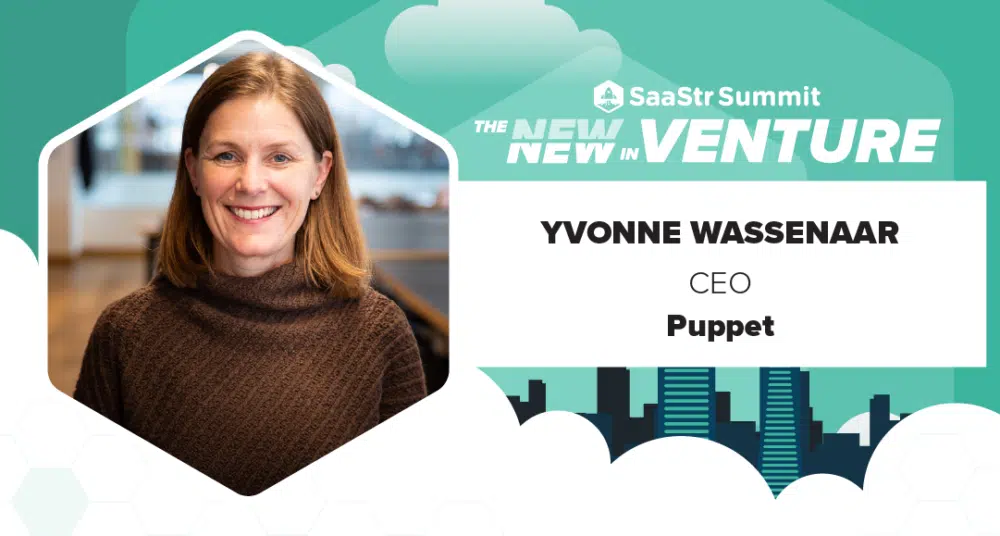 SaaStr Summit
THE NEW IN VENTURE
YVONNE WASSENAAR
CEO
Puppet